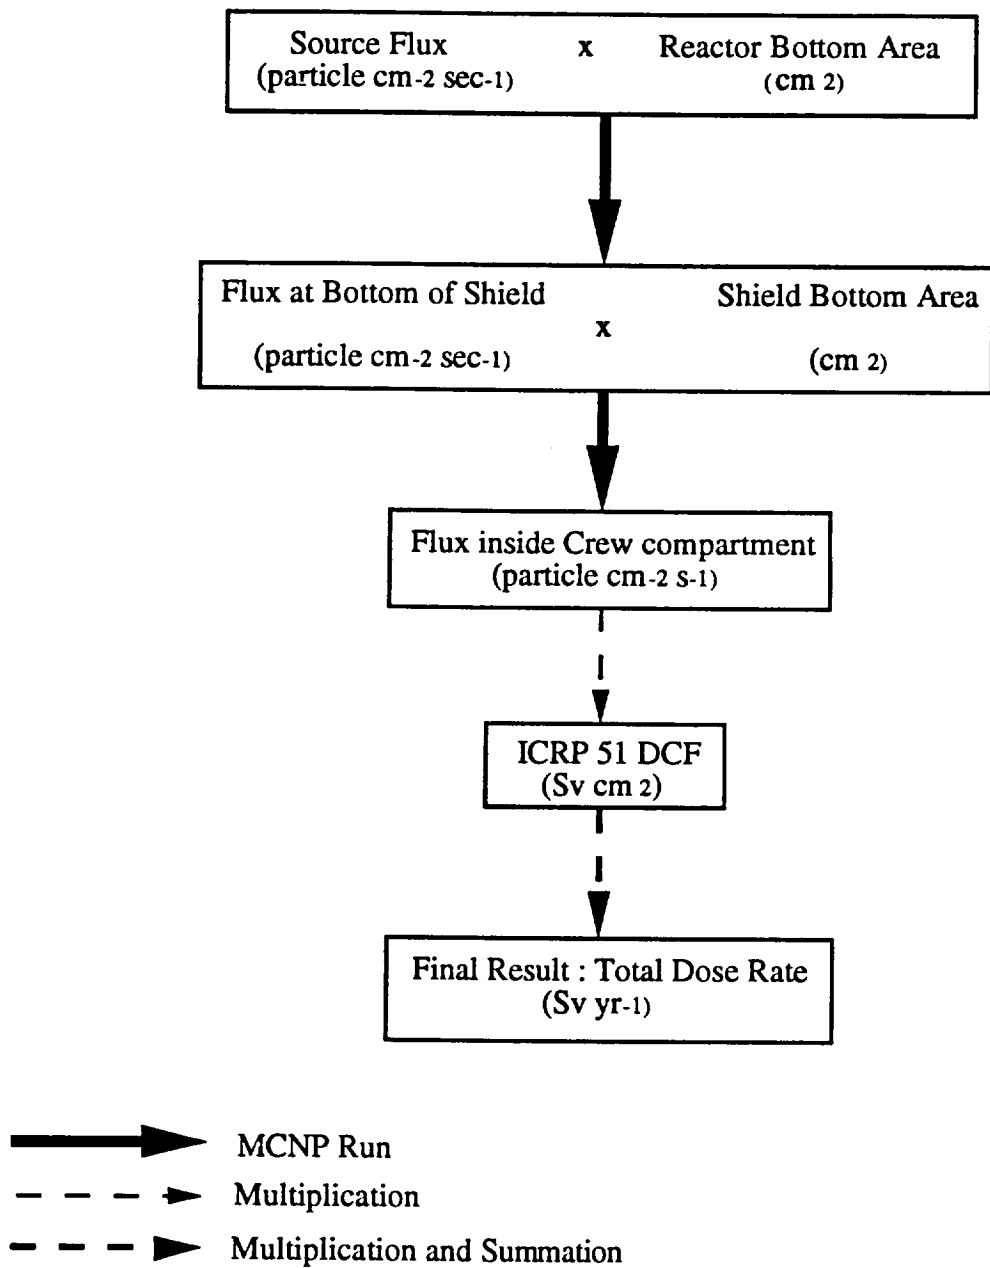 Source Flux x Reactor Bottom Area
(particle cm-2 sec-1) (cm 2)
Flux at Bottom of Shield Shield Bottom Area
x
(particle cm-2 sec-1) (cm 2)
Flux inside Crew compartment
(particle cm-2 s-1)
ICRP 51 DCF
(Sv cm 2)
Final Result : Total Dose Rate
(Sv yr-1)
MCNP Run
Multiplication
Multiplication and Summation